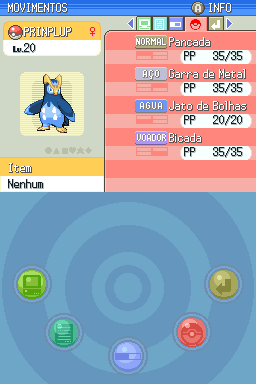 MOVIMENTOS
A INFO
PRINPLUP ♀
Lv.20
NORMAL Pancada
PP 35/35
AÇO Garra de Metal
PP 35/35
AGUA Jato de Bolhas
PP 20/20
VOADOR Bicada
PP 35/35
Item
Nenhum